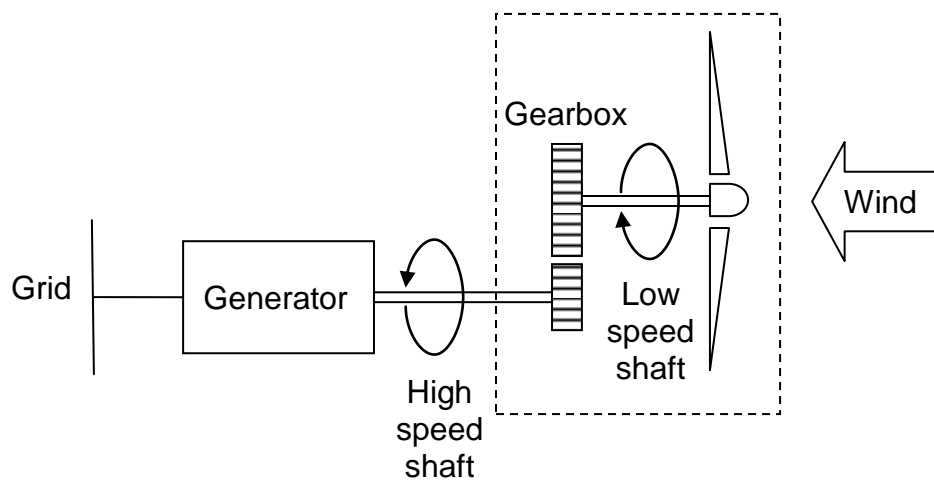 Gearbox
Wind
Grid
Generator
Low
speed
shaft
High
speed
shaft